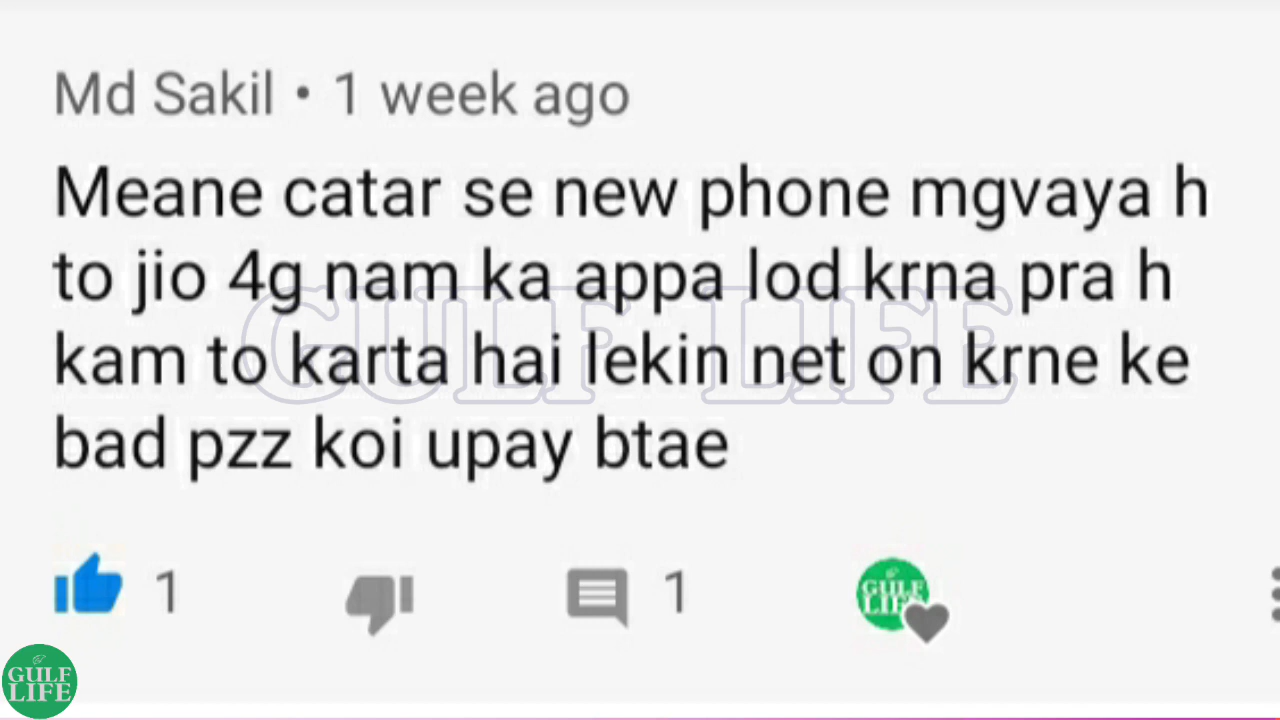 Md Sakil • 1 week ago
Meane catar se new phone mgvaya h
to jio 4g nam ka appa lod krna pra h
kam to karta hai lekin net on krne ke
bad pzz koi upay btae
GULF LIFE
1
1
GULF
LIFE
GULF
LIFE